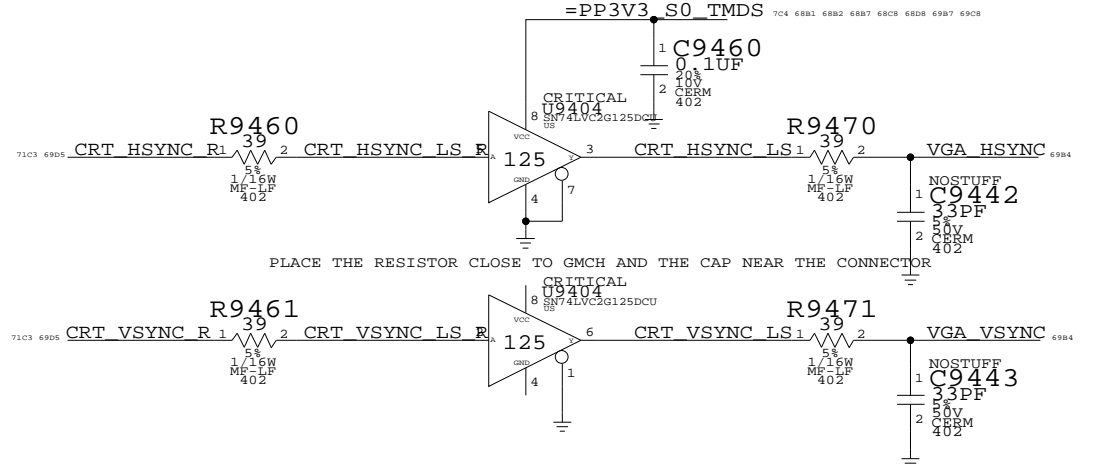 =PP3V3_S0_TMDS 7C4 68B1 68B2 68B7 68C8 68D8 69B7 69C8
1 C9460
0.1UF
20%
10V
2 CERM
402
CRITICAL
8 U9404
SN74LVC2G125DCU
US
VCC
R9460
39
71C3 69D5 CRT_HSYNC_R 1 2 CRT_HSYNC_LS_R
5%
1/16W
MF-LF
402
A 125 Y 3
GND
4 7
CRT_HSYNC_LS
R9470
39
1 2 VGA_HSYNC 69B4
5%
1/16W
MF-LF
402
NOSTUFF
1 C9442
33PF
5%
50V
2 CERM
402
PLACE THE RESISTOR CLOSE TO GMCH AND THE CAP NEAR THE CONNECTOR
CRITICAL
8 U9404
SN74LVC2G125DCU
US
VCC
R9461
39
71C3 69D5 CRT_VSYNC_R 1 2 CRT_VSYNC_LS_R
5%
1/16W
MF-LF
402
A 125 Y 6
GND
4 1
CRT_VSYNC_LS
R9471
39
1 2 VGA_VSYNC 69B4
5%
1/16W
MF-LF
402
NOSTUFF
1 C9443
33PF
5%
50V
2 CERM
402